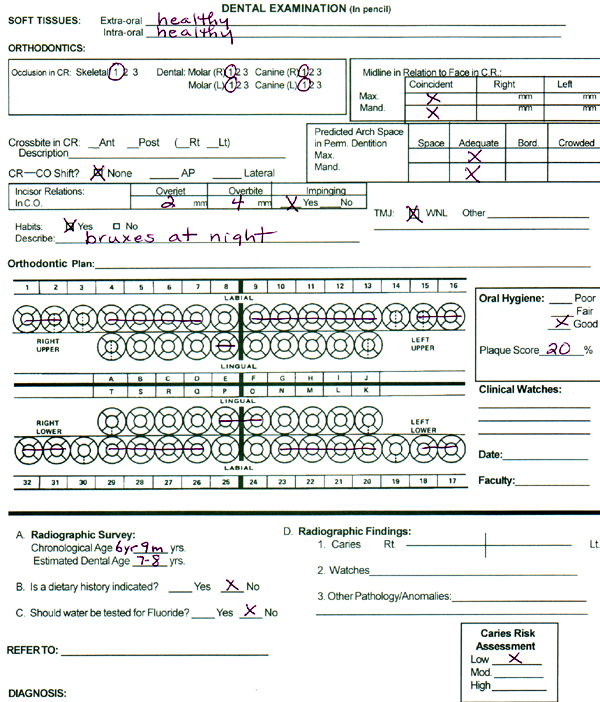 DENTAL EXAMINATION (In pencil)
SOFT TISSUES: Extra-oral healthy
Intra-oral healthy
ORTHODONTICS:
Occlusion in CR: Skeletal 1 2 3 Dental: Molar (R) 1 2 3 Canine (R) 1 2 3
Molar (L) 1 2 3 Canine (L) 1 2 3
Midline in Relation to Face in C.R.:
Coincident Right Left
Max. X mm mm
Mand. X mm mm
Crossbite in CR: __Ant __Post (__Rt __Lt)
Description
Predicted Arch Space
in Perm. Dentition
Space Adequate Bord. Crowded
Max. X
Mand. X
CR—CO Shift? X None ____ AP ____ Lateral
Incisor Relations: Overjet Overbite Impinging
In C.O. 2 mm 4 mm X Yes __No
TMJ: X WNL Other
Habits: X Yes □ No
Describe: bruxes at night
Orthodontic Plan:
1 2 3 4 5 6 7 8 9 10 11 12 13 14 15 16
LABIAL
RIGHT UPPER
LEFT UPPER
LINGUAL
A B C D E F G H I J
T S R Q P O N M L K
LINGUAL
RIGHT LOWER
LEFT LOWER
LABIAL
32 31 30 29 28 27 26 25 24 23 22 21 20 19 18 17
Oral Hygiene: ____ Poor
Fair
X Good
Plaque Score 20 %
Clinical Watches:
Date:
Faculty:
A. Radiographic Survey:
Chronological Age 6yr 9m yrs.
Estimated Dental Age 7-8 yrs.
B. Is a dietary history indicated? ____ Yes X No
C. Should water be tested for Fluoride? ____ Yes X No
D. Radiographic Findings:
1. Caries Rt. Lt.
2. Watches
3. Other Pathology/Anomalies:
REFER TO:
Caries Risk
Assessment
Low X
Mod.
High
DIAGNOSIS: